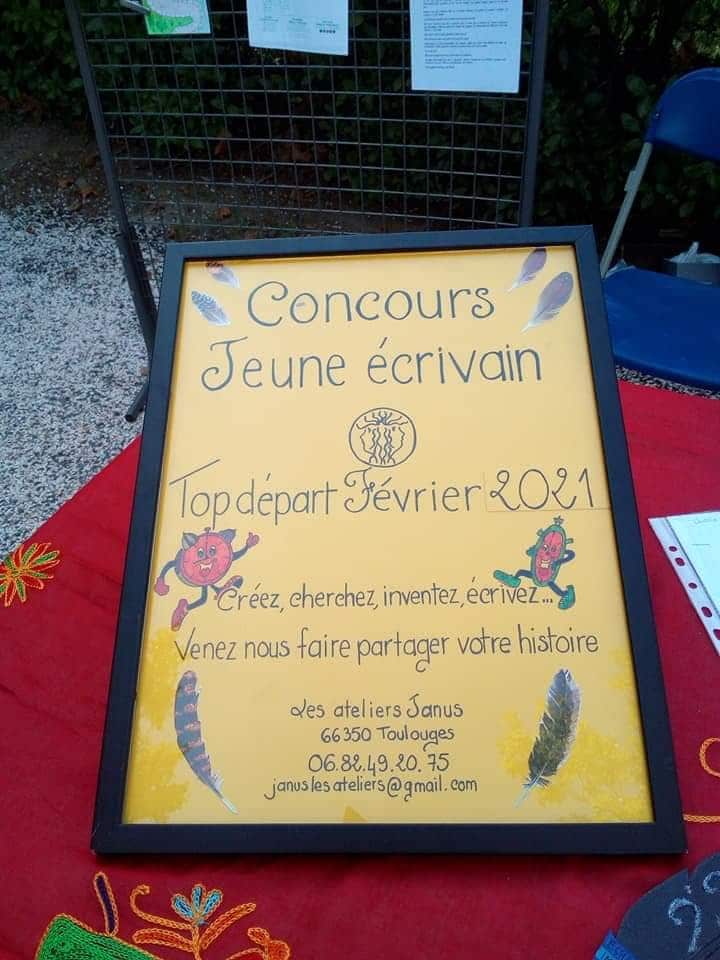 Concours
Jeune écrivain
Top départ Février 2021
Créez, cherchez, inventez, écrivez...
Venez nous faire partager votre histoire
Les ateliers Janus
66350 Toulouges
06.82.49.20.75
januslesateliers@gmail.com